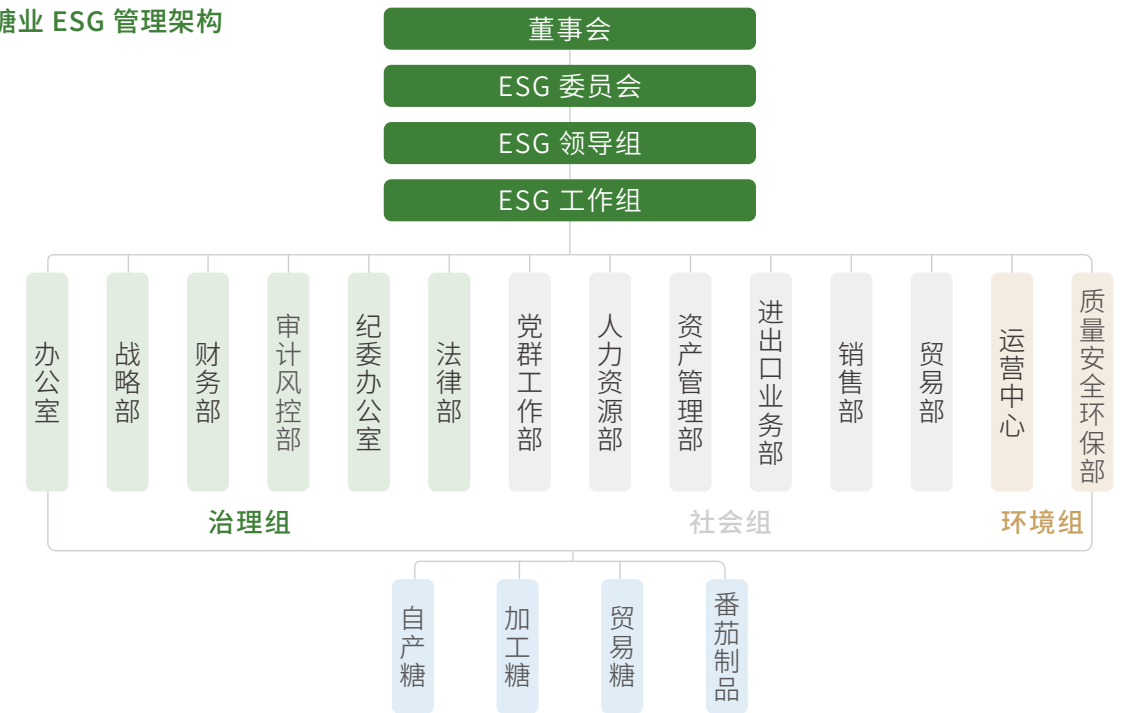 糖业 ESG 管理架构
董事会
ESG 委员会
ESG 领导组
ESG 工作组
办公室
战略部
财务部
审计风控部
纪委办公室
法律部
党群工作部
人力资源部
资产管理部
进出口业务部
销售部
贸易部
运营中心
质量安全环保部
治理组
社会组
环境组
自产糖
加工糖
贸易糖
番茄制品